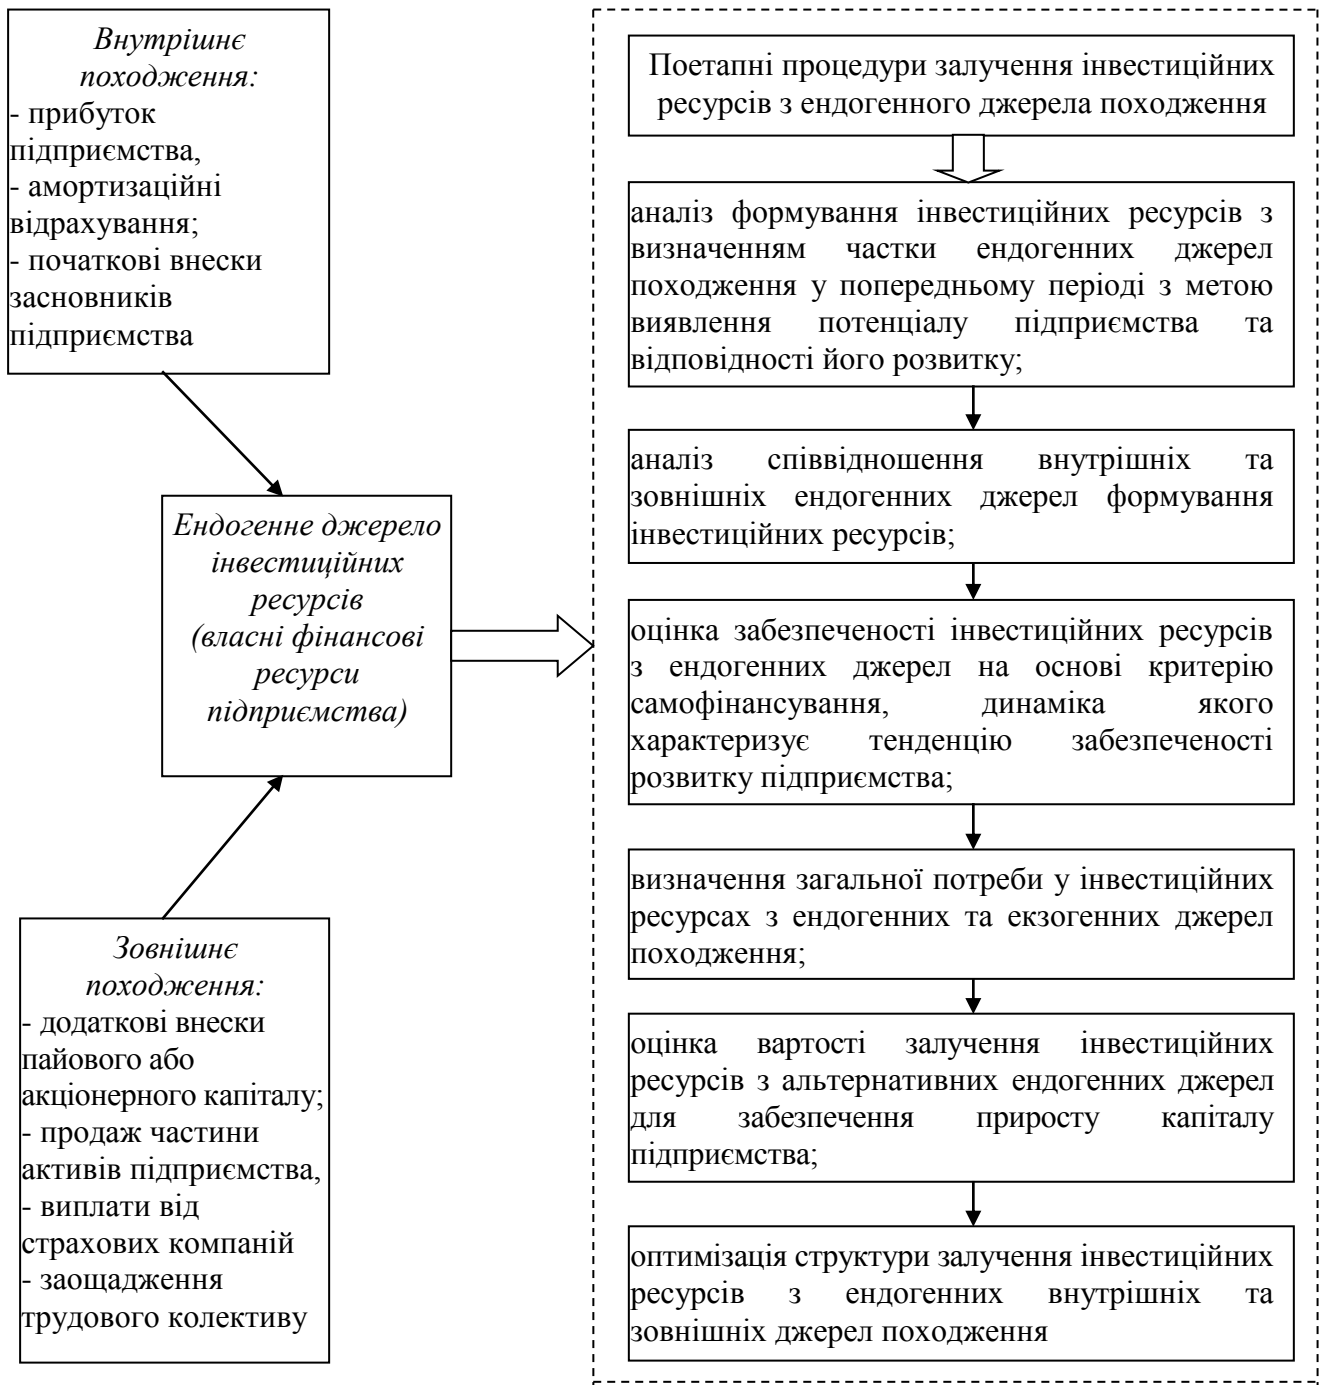 Внутрішнє
походження:
- прибуток
підприємства,
- амортизаційні
відрахування;
- початкові внески
засновників
підприємства
Ендогенне джерело
інвестиційних
ресурсів
(власні фінансові
ресурси
підприємства)
Зовнішнє
походження:
- додаткові внески
пайового або
акціонерного капіталу;
- продаж частини
активів підприємства,
- виплати від
страхових компаній
- заощадження
трудового колективу
Поетапні процедури залучення інвестиційних
ресурсів з ендогенного джерела походження
аналіз формування інвестиційних ресурсів з
визначенням частки ендогенних джерел
походження у попередньому періоді з метою
виявлення потенціалу підприємства та
відповідності його розвитку;
аналіз співвідношення внутрішніх та
зовнішніх ендогенних джерел формування
інвестиційних ресурсів;
оцінка забезпеченості інвестиційних ресурсів
з ендогенних джерел на основі критерію
самофінансування, динаміка якого
характеризує тенденцію забезпеченості
розвитку підприємства;
визначення загальної потреби у інвестиційних
ресурсах з ендогенних та екзогенних джерел
походження;
оцінка вартості залучення інвестиційних
ресурсів з альтернативних ендогенних джерел
для забезпечення приросту капіталу
підприємства;
оптимізація структури залучення інвестиційних
ресурсів з ендогенних внутрішніх та
зовнішніх джерел походження